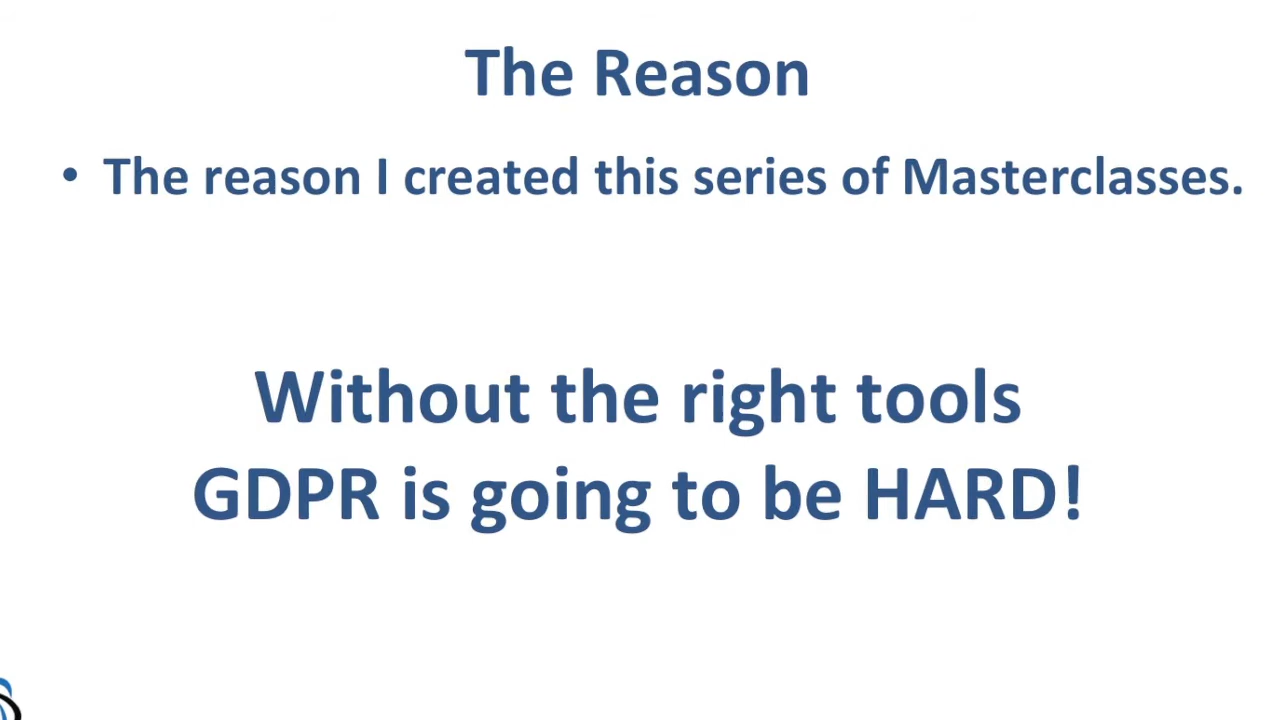 The Reason
• The reason I created this series of Masterclasses.
Without the right tools
GDPR is going to be HARD!